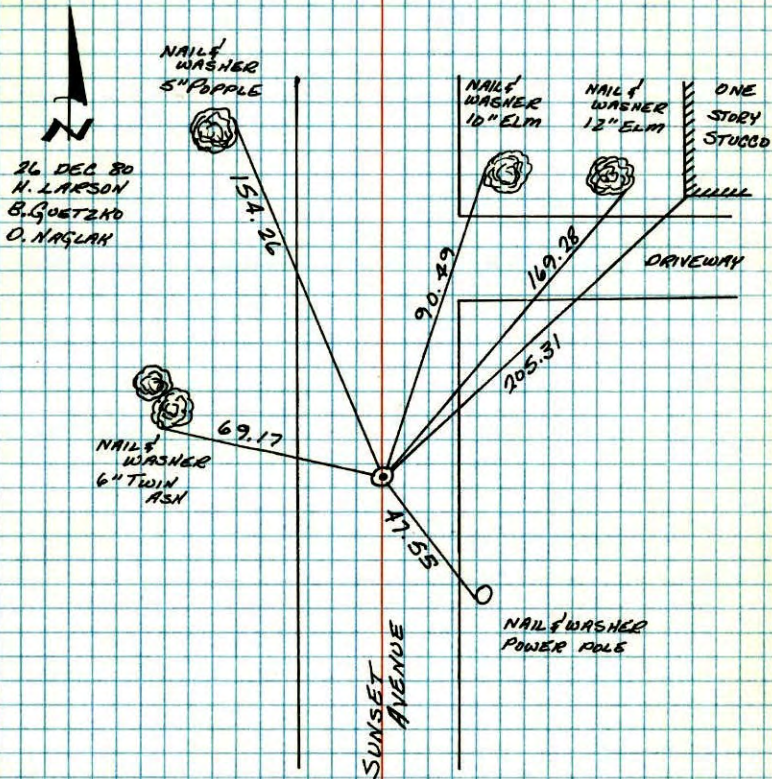 N
26 DEC 80
H. LARSON
B. GOETZKO
D. NAGLAK
NAIL &
WASHER
5" POPPLE
NAIL &
WASHER
10" ELM
NAIL &
WASHER
12" ELM
ONE
STORY
STUCCO
DRIVEWAY
154.26
90.49
169.28
205.31
69.17
NAIL &
WASHER
6" TWIN
ASH
47.55
NAIL & WASHER
POWER POLE
SUNSET
AVENUE